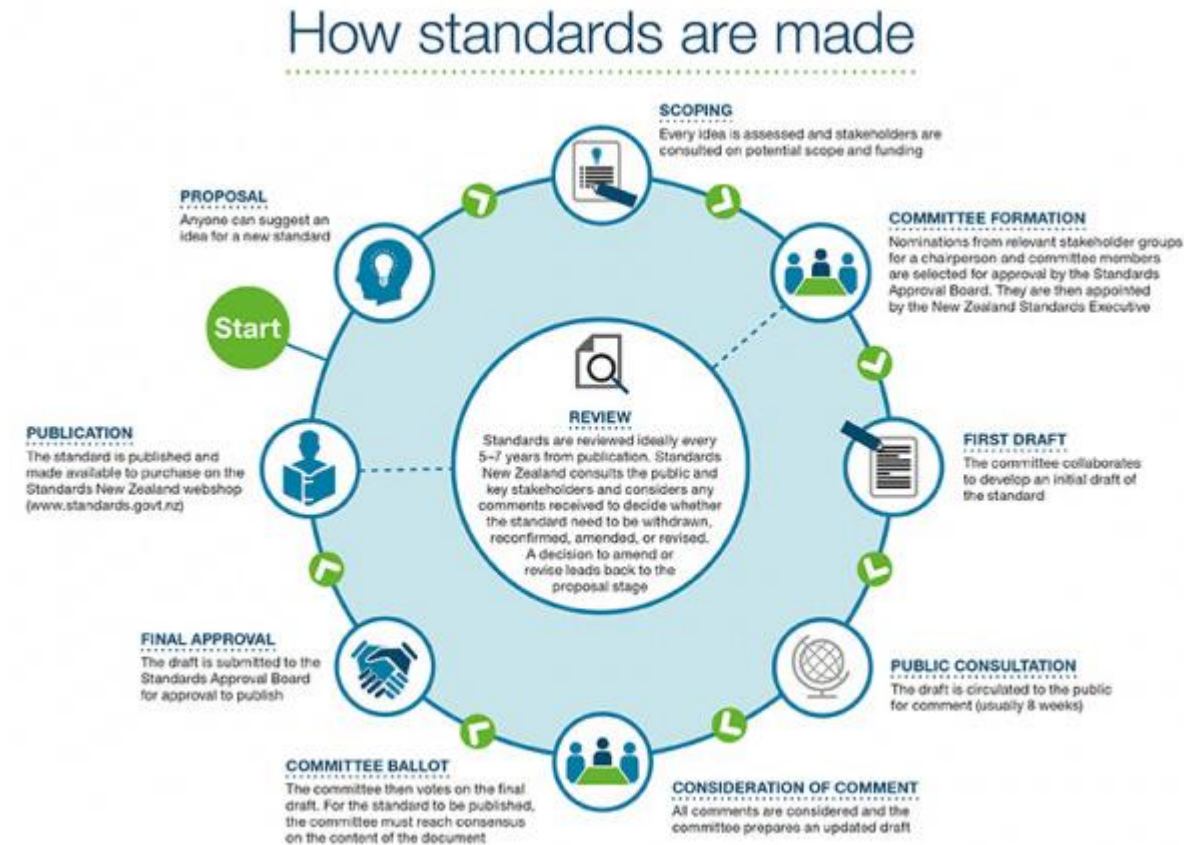 How standards are made
SCOPING
Every idea is assessed and stakeholders are
consulted on potential scope and funding
PROPOSAL
Anyone can suggest an
idea for a new standard
COMMITTEE FORMATION
Nominations from relevant stakeholder groups
for a chairperson and committee members
are selected for approval by the Standards
Approval Board. They are then appointed
by the New Zealand Standards Executive
Start
REVIEW
Standards are reviewed ideally every
5–7 years from publication. Standards
New Zealand consults the public and
key stakeholders and considers any
comments received to decide whether
the standard need to be withdrawn,
reconfirmed, amended, or revised.
A decision to amend or
revise leads back to the
proposal stage
PUBLICATION
The standard is published and
made available to purchase on the
Standards New Zealand webshop
(www.standards.govt.nz)
FIRST DRAFT
The committee collaborates
to develop an initial draft of
the standard
FINAL APPROVAL
The draft is submitted to the
Standards Approval Board
for approval to publish
PUBLIC CONSULTATION
The draft is circulated to the public
for comment (usually 8 weeks)
COMMITTEE BALLOT
The committee then votes on the final
draft. For the standard to be published,
the committee must reach consensus
on the content of the document
CONSIDERATION OF COMMENT
All comments are considered and the
committee prepares an updated draft